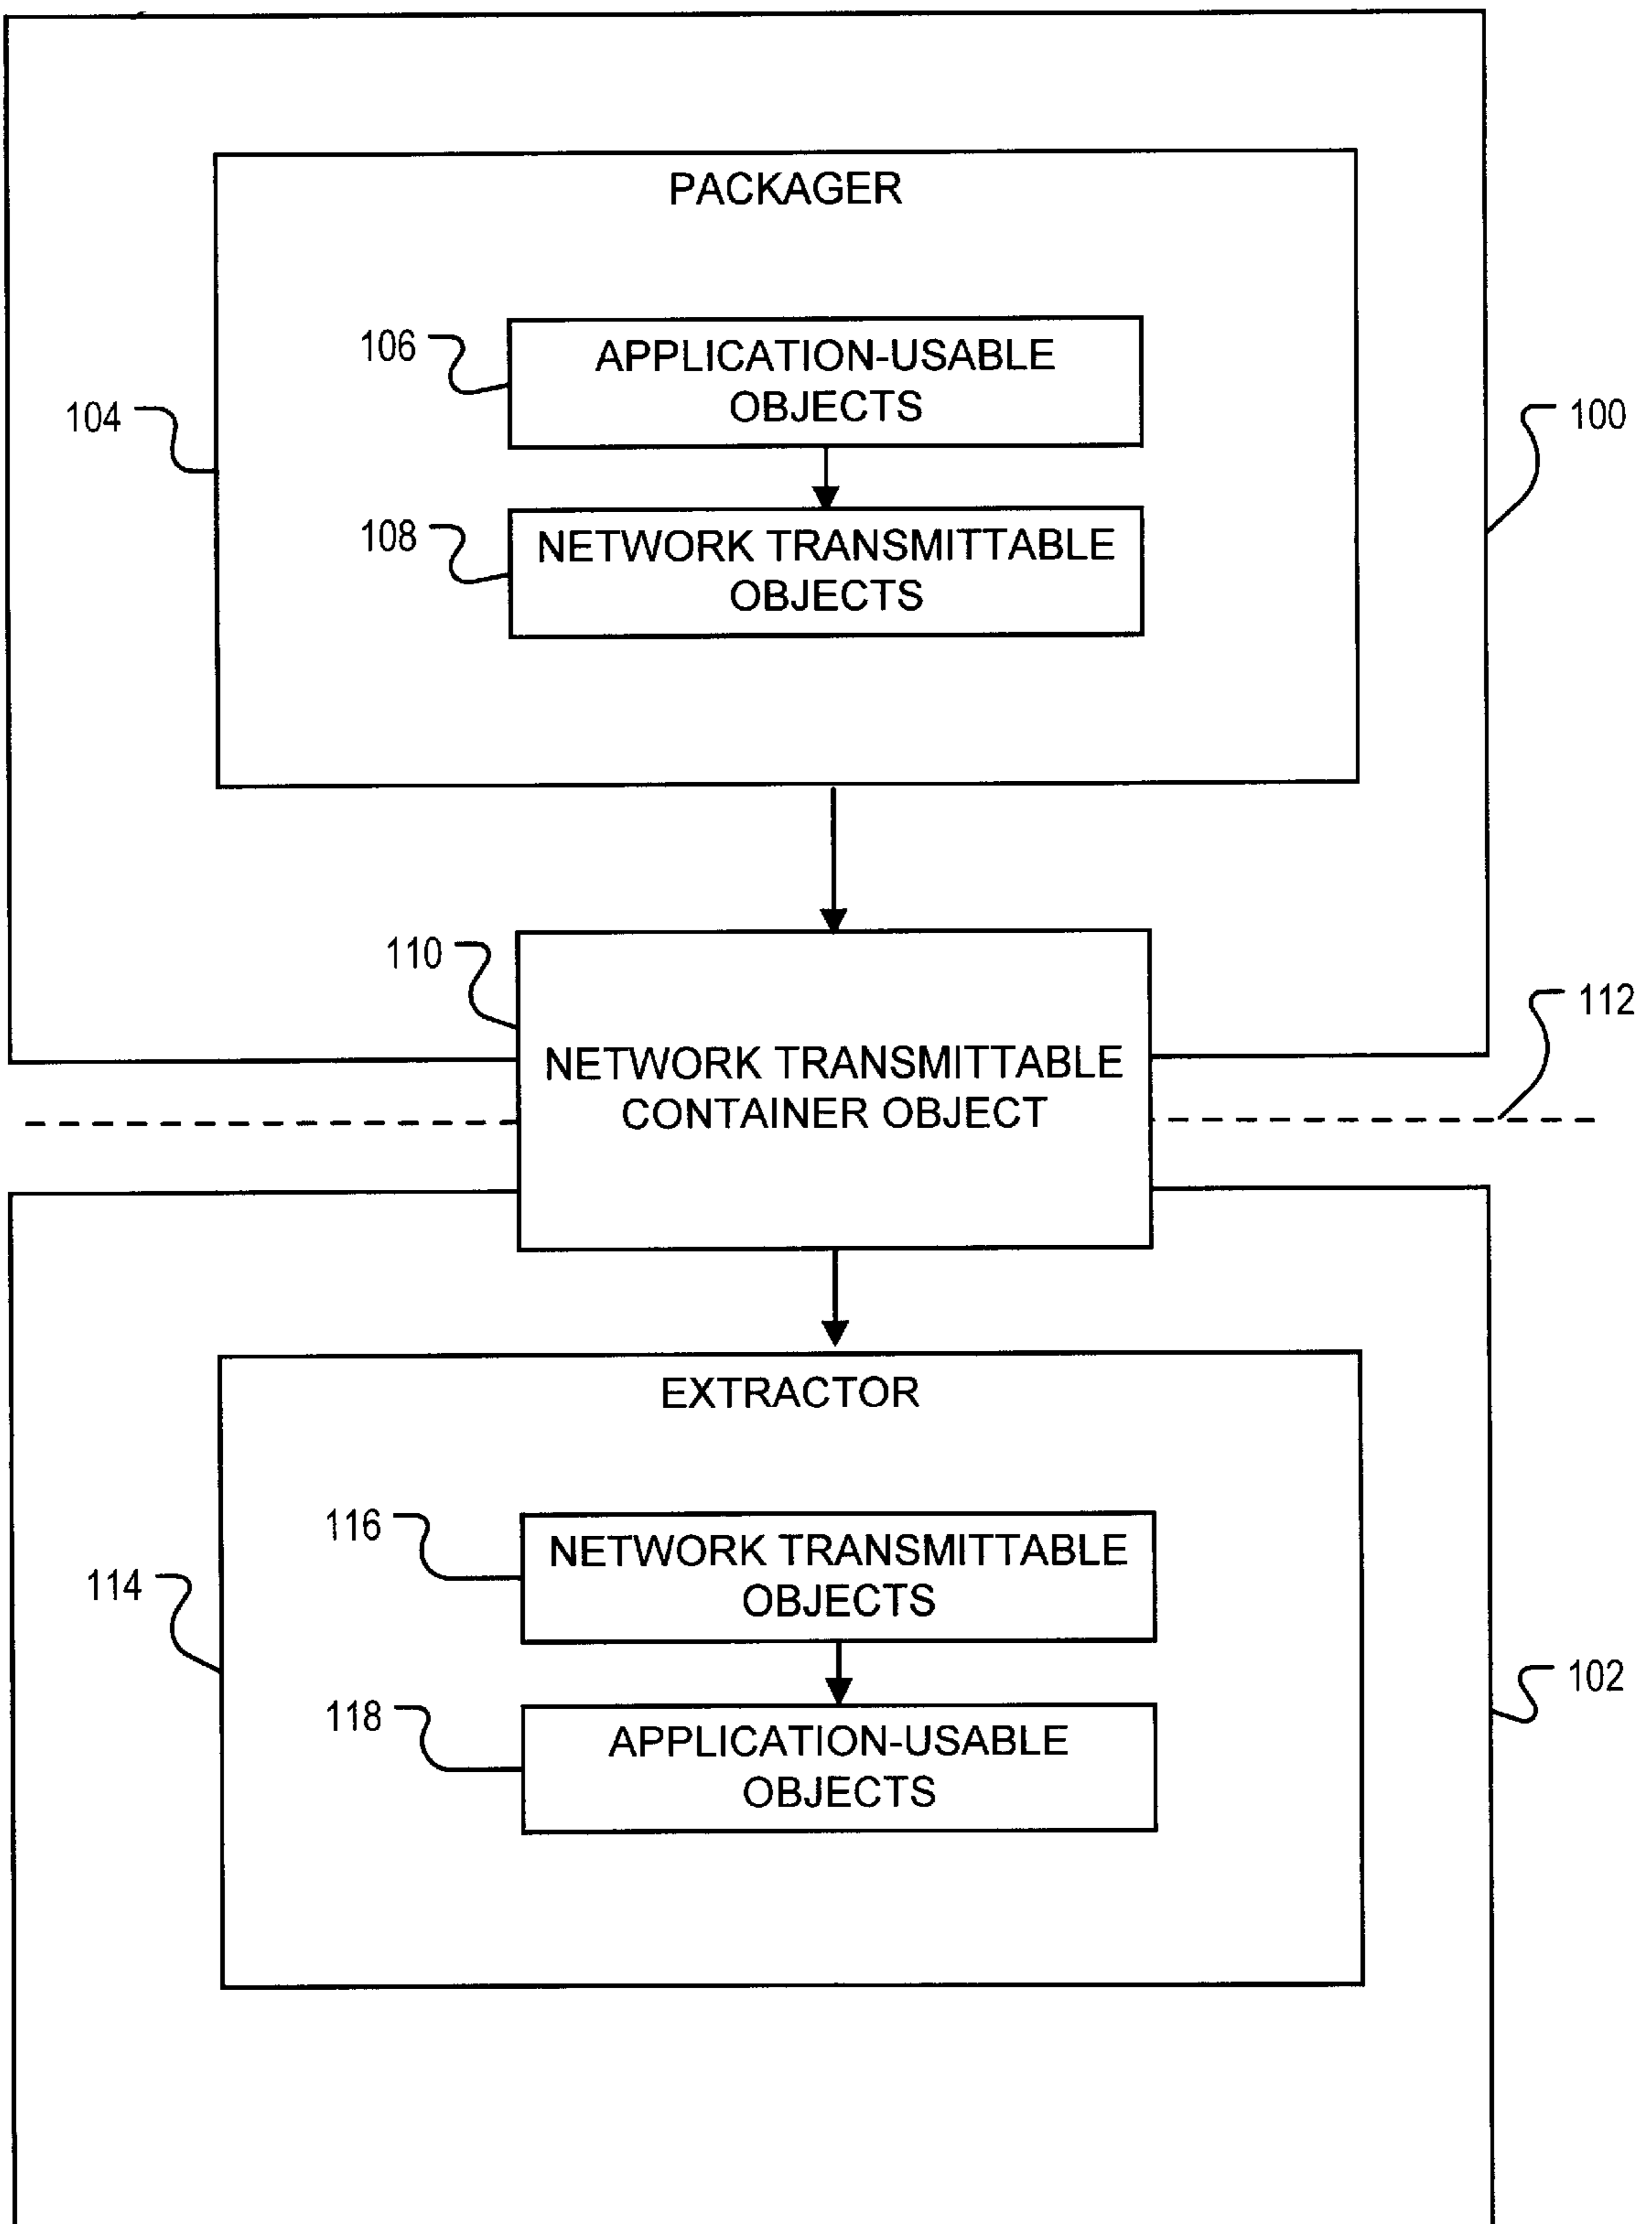 PACKAGER
106
APPLICATION-USABLE
OBJECTS
104
100
108
NETWORK TRANSMITTABLE
OBJECTS
110
112
NETWORK TRANSMITTABLE
CONTAINER OBJECT
EXTRACTOR
116
NETWORK TRANSMITTABLE
OBJECTS
114
102
118
APPLICATION-USABLE
OBJECTS